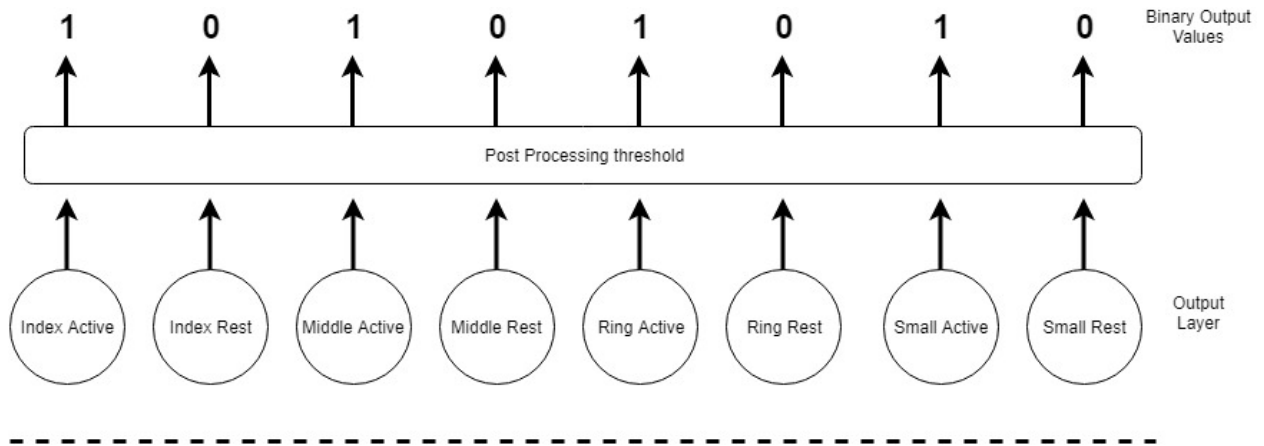 1 0 1 0 1 0 1 0
Binary Output
Values
Post Processing threshold
Index Active
Index Rest
Middle Active
Middle Rest
Ring Active
Ring Rest
Small Active
Small Rest
Output
Layer